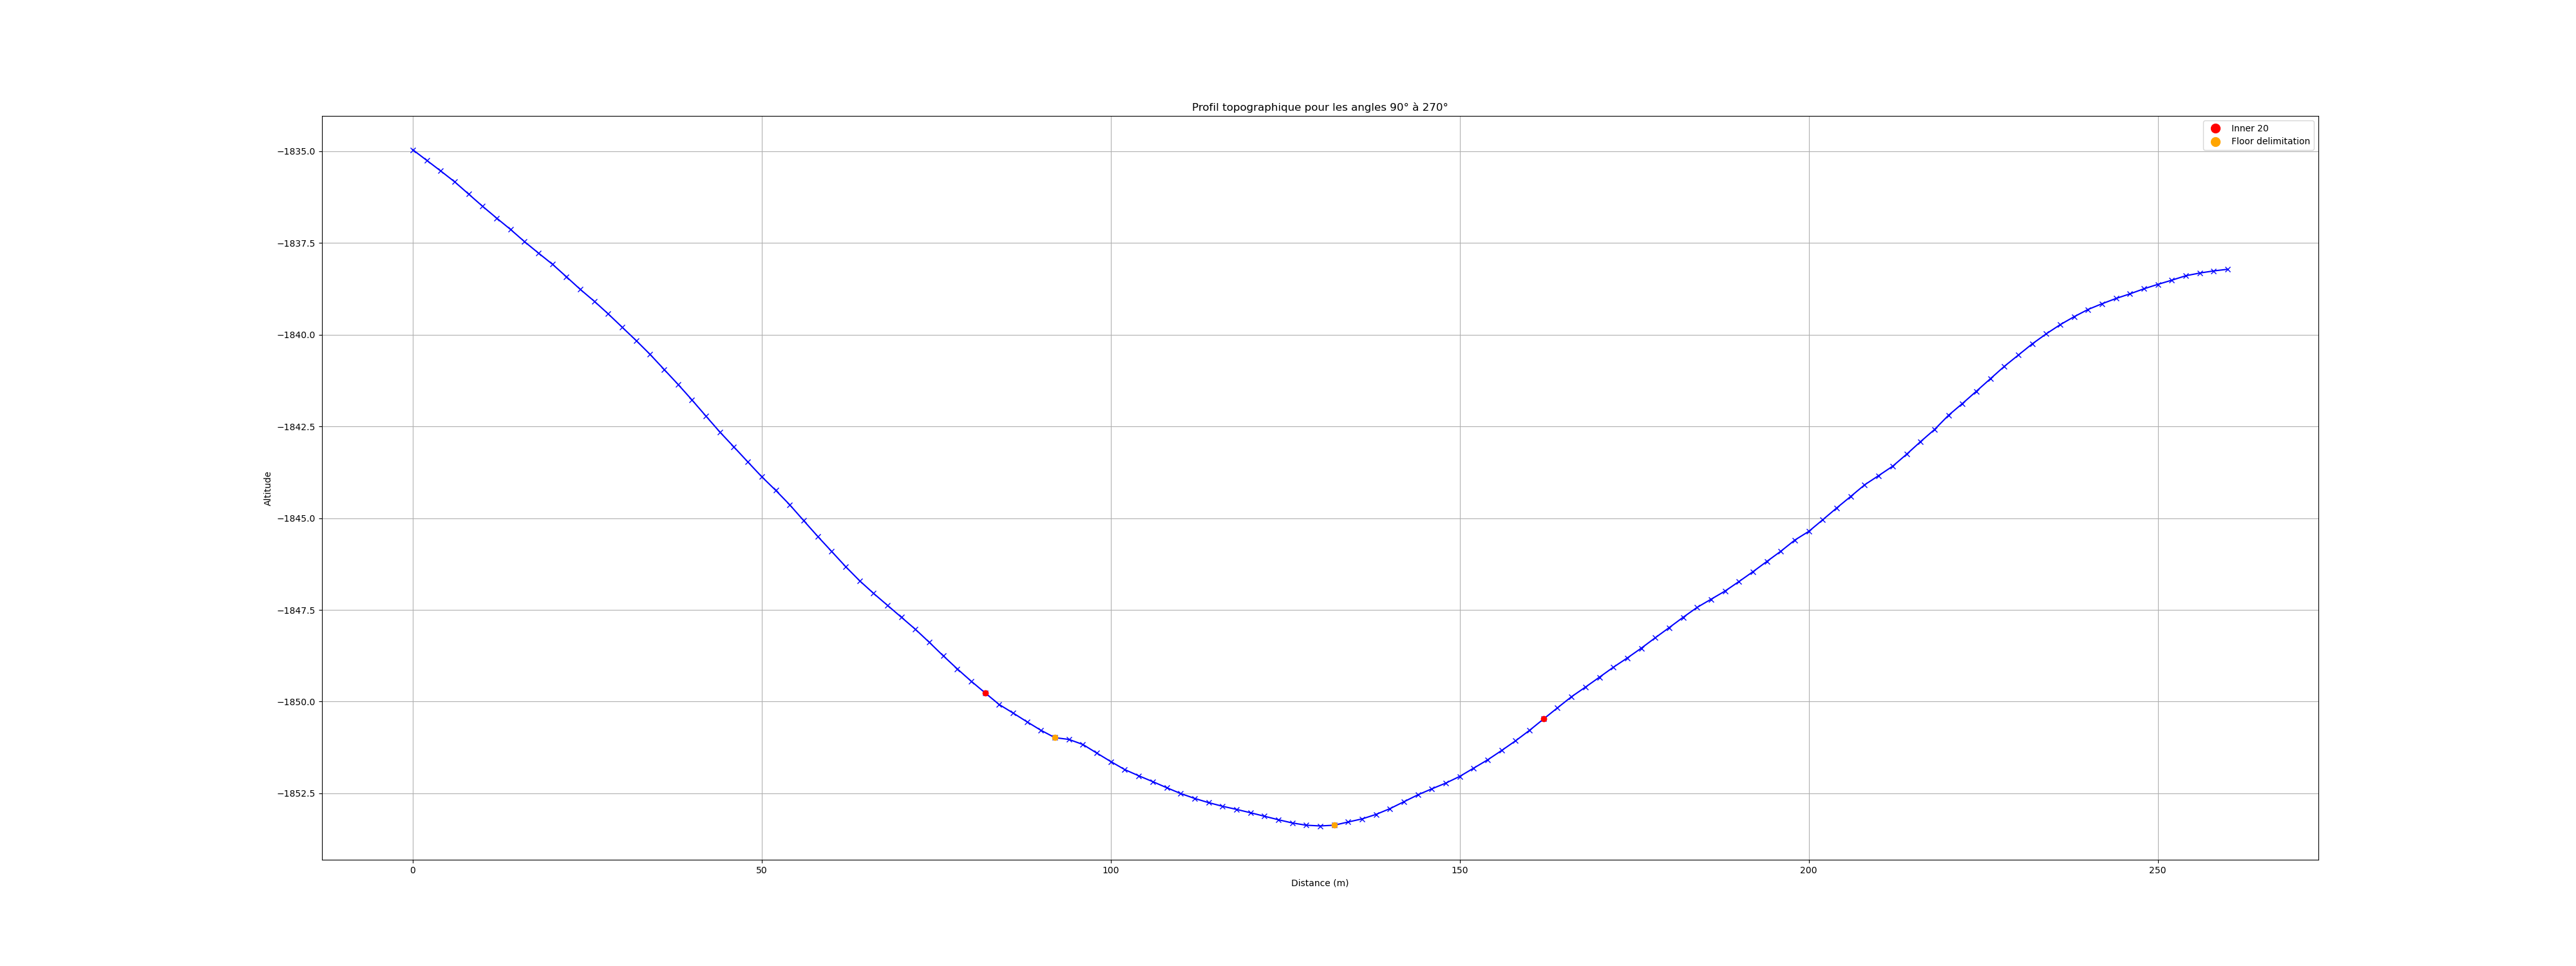 Profil topographique pour les angles 90° à 270°
Inner 20
Floor delimitation
−1835.0
−1837.5
−1840.0
−1842.5
−1845.0
−1847.5
−1850.0
−1852.5
Altitude
0 50 100 150 200 250
Distance (m)